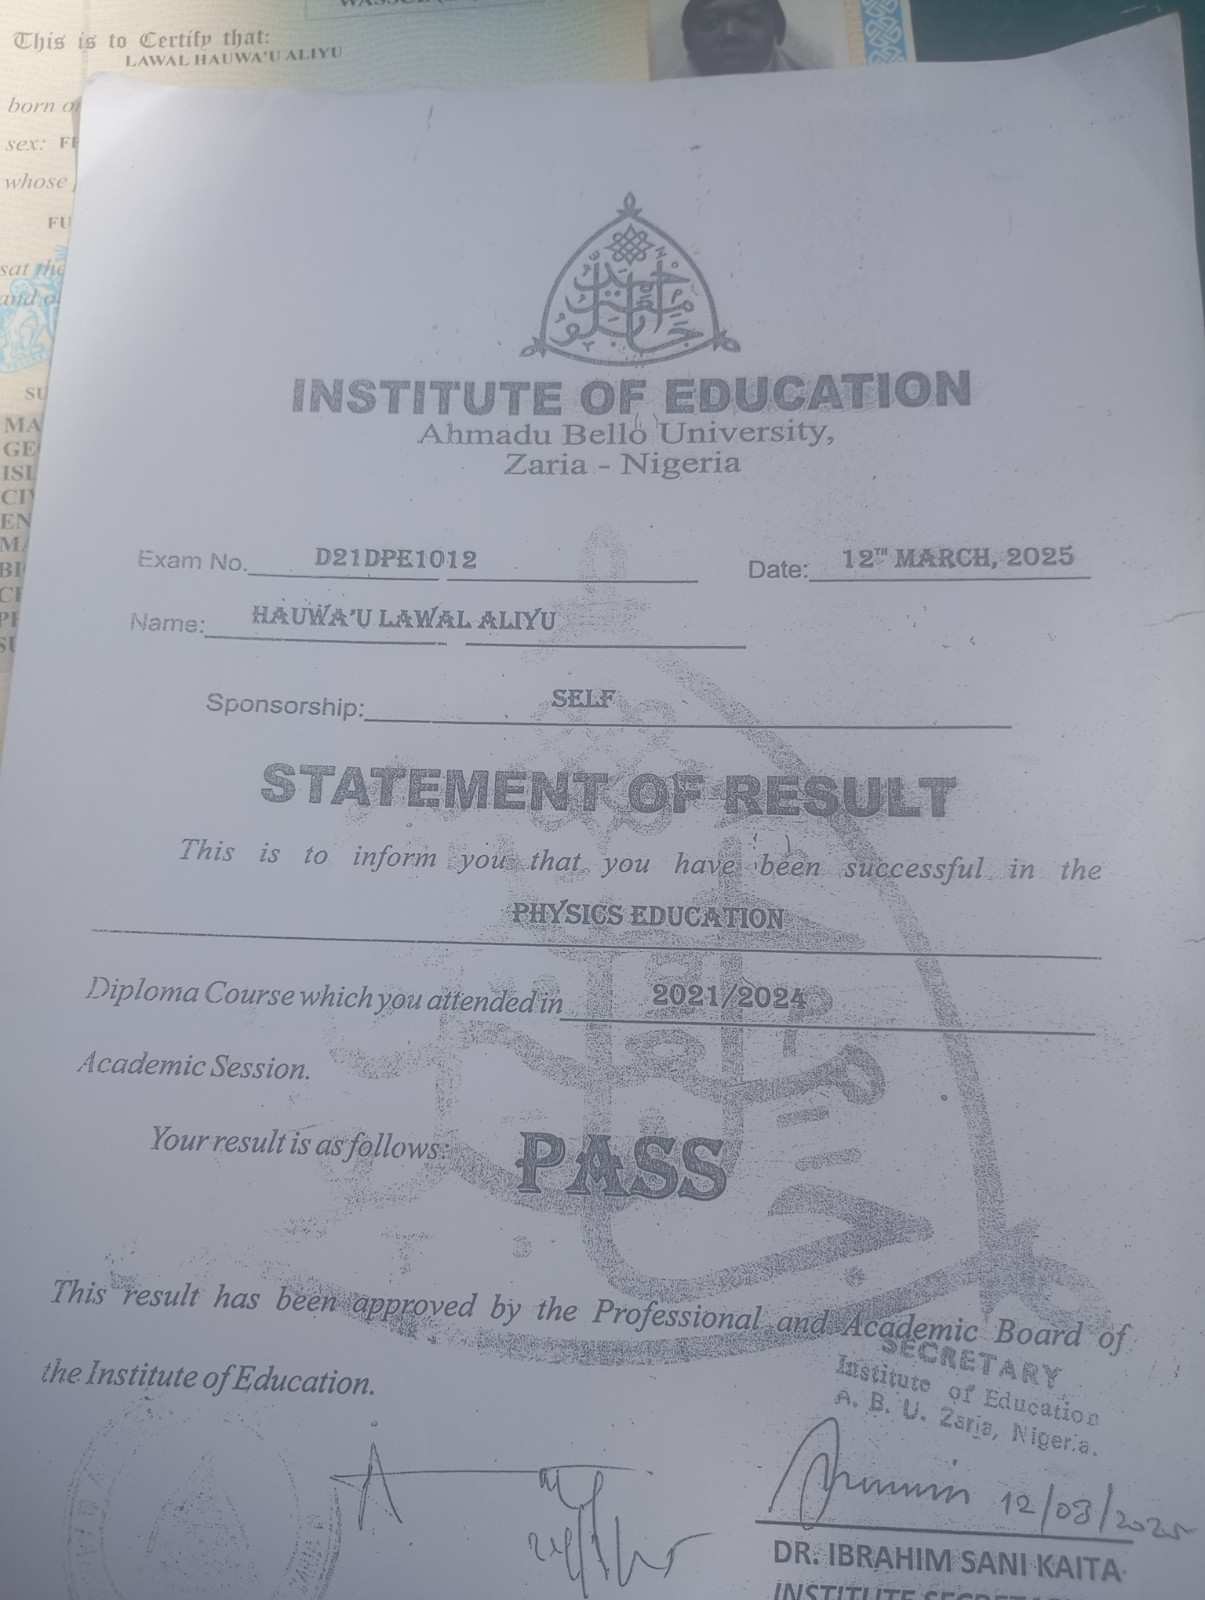 This is to Certify that:
LAWAL HAUWA'U ALIYU
born
sex:
whose
sat the
and
INSTITUTE OF EDUCATION
Ahmadu Bello University,
Zaria - Nigeria
Exam No. D21DPE1012 Date: 12TH MARCH, 2025
Name: HAUWA'U LAWAL ALIYU
Sponsorship: SELF
STATEMENT OF RESULT
This is to inform you that you have been successful in the
PHYSICS EDUCATION
Diploma Course which you attended in 2021/2024
Academic Session.
Your result is as follows: PASS
This result has been approved by the Professional and Academic Board of
the Institute of Education.
SECRETARY
Institute of Education
A. B. U. Zaria, Nigeria.
12/03/2025
DR. IBRAHIM SANI KAITA
INSTITUTE